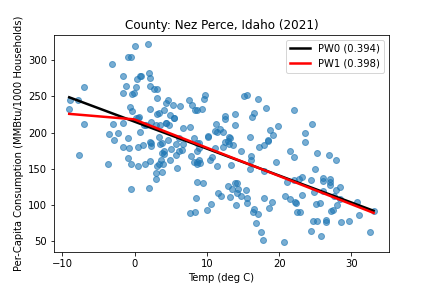 County: Nez Perce, Idaho (2021)
PW0 (0.394)
PW1 (0.398)
Per-Capita Consumption (MMBtu/1000 Households)
300
250
200
150
100
50
−10
0
10
20
30
Temp (deg C)